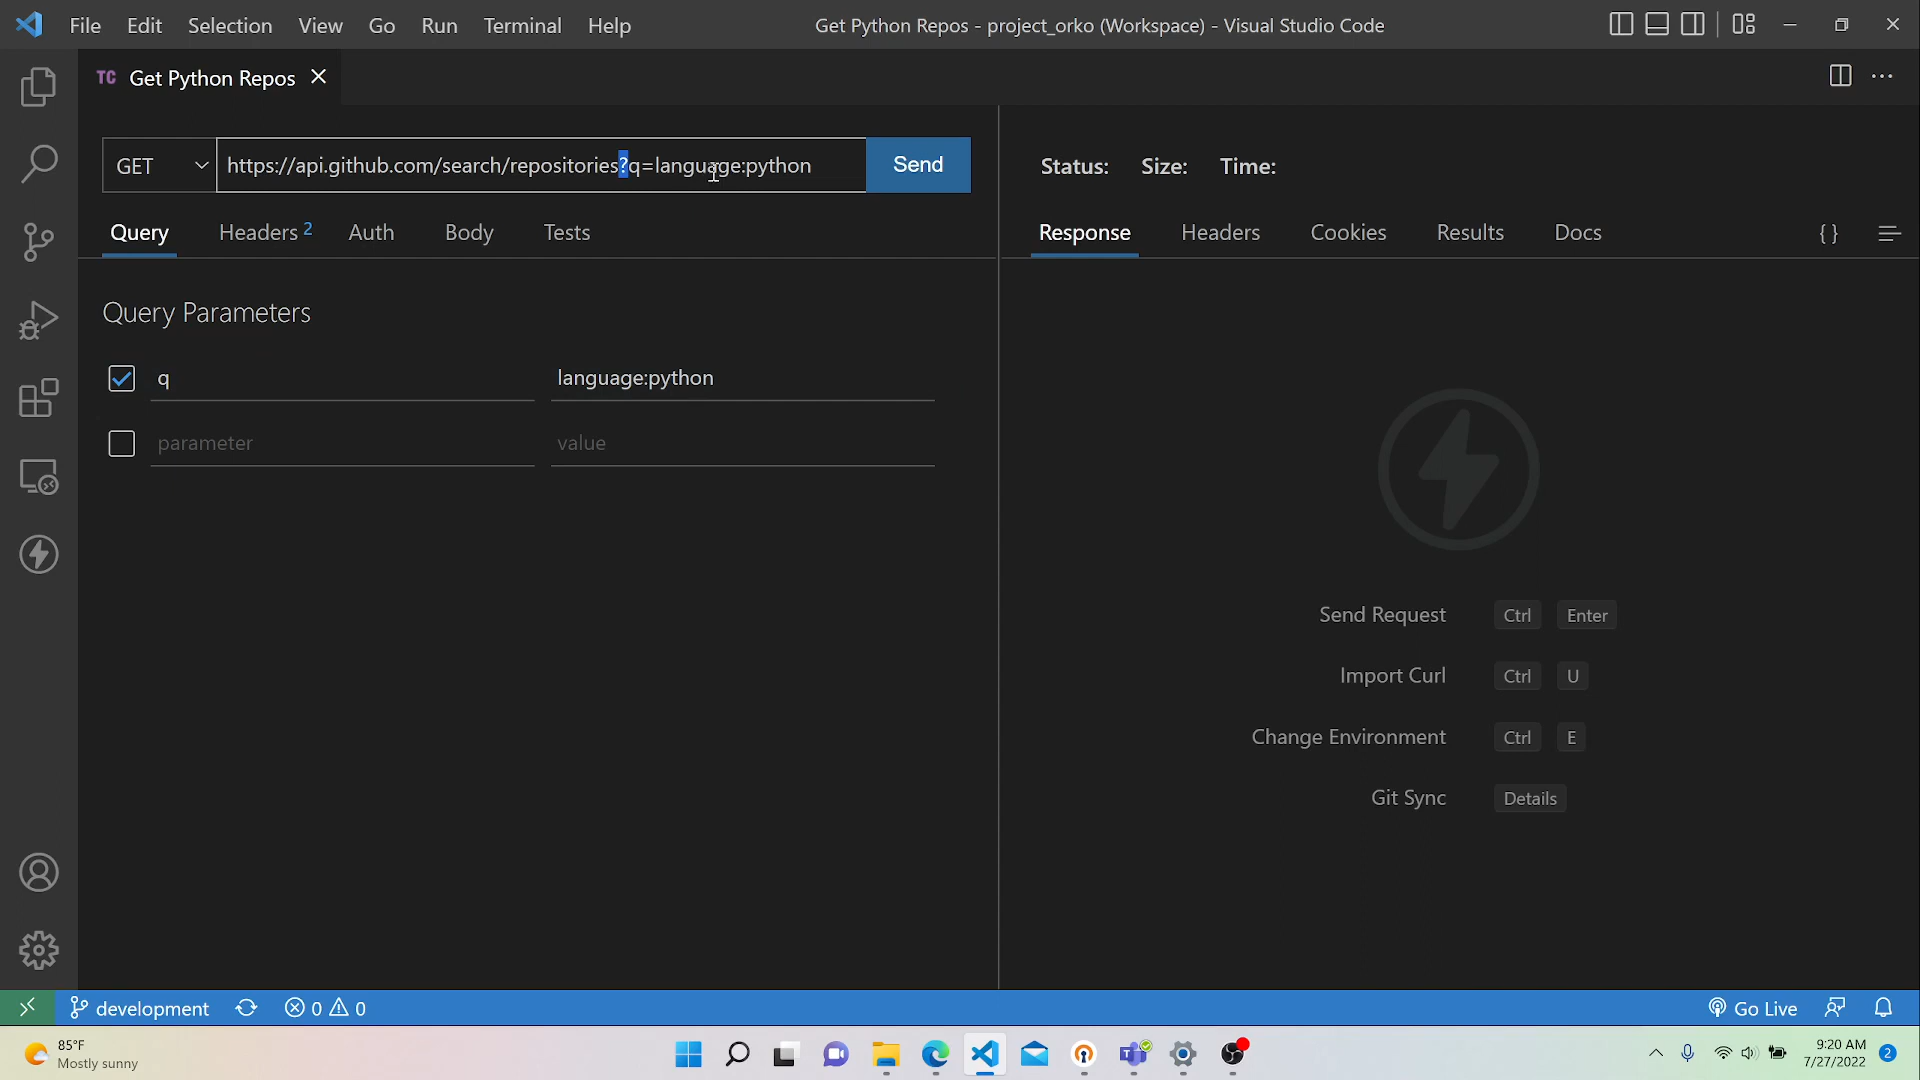 File Edit Selection View Go Run Terminal Help
Get Python Repos - project_orko (Workspace) - Visual Studio Code
TC Get Python Repos
GET
https://api.github.com/search/repositories?q=language:python
Send
Status: Size: Time:
Query Headers 2 Auth Body Tests
Response Headers Cookies Results Docs { }
Query Parameters
q language:python
parameter value
Send Request Ctrl Enter
Import Curl Ctrl U
Change Environment Ctrl E
Git Sync Details
development 0 0
Go Live
85°F
Mostly sunny
9:20 AM
7/27/2022
2